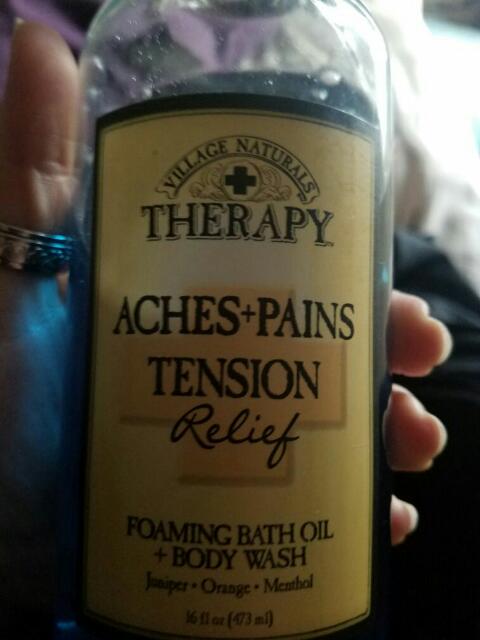 VILLAGE NATURALS
THERAPY
ACHES+PAINS
TENSION
Relief
FOAMING BATH OIL
+ BODY WASH
Juniper • Orange • Menthol
16 fl oz (473 ml)